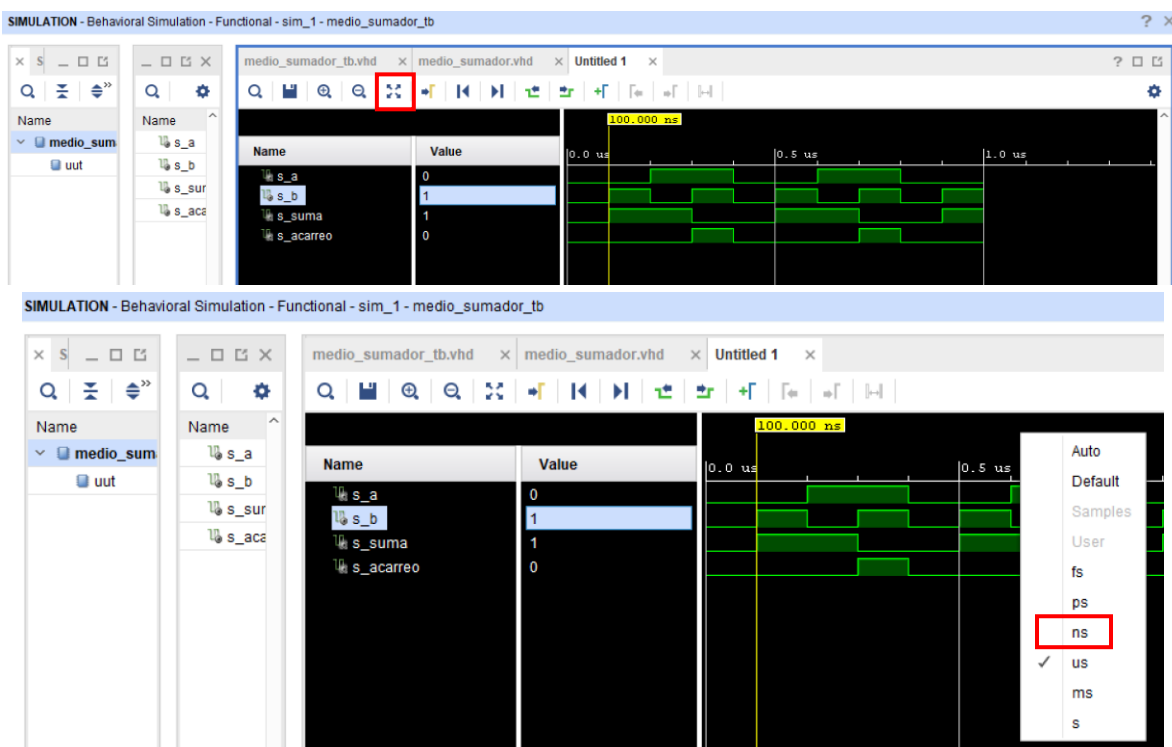 SIMULATION - Behavioral Simulation - Functional - sim_1 - medio_sumador_tb
S
medio_sumador_tb.vhd medio_sumador.vhd Untitled 1
Name Name
100.000 ns
medio_sum s_a
Name Value 0.0 us 0.5 us 1.0 us
uut s_b
s_a 0
s_sur s_b 1
s_aca s_suma 1
s_acarreo 0
SIMULATION - Behavioral Simulation - Functional - sim_1 - medio_sumador_tb
S
medio_sumador_tb.vhd medio_sumador.vhd Untitled 1
Name Name
100.000 ns
medio_sum s_a
Name Value 0.0 us 0.5 us
uut s_b
s_a 0
s_sur s_b 1
s_aca s_suma 1
s_acarreo 0
Auto
Default
Samples
User
fs
ps
ns
us
ms
s